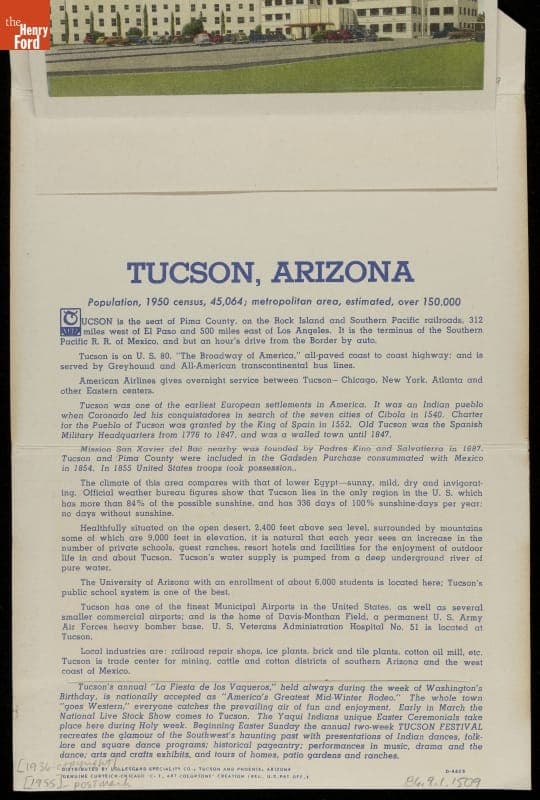 the
Henry
Ford
TUCSON, ARIZONA
Population, 1950 census, 45,064; metropolitan area, estimated, over 150,000
TUCSON is the seat of Pima County, on the Rock Island and Southern Pacific railroads, 312
miles west of El Paso and 500 miles east of Los Angeles. It is the terminus of the Southern
Pacific R. R. of Mexico, and but an hour's drive from the Border by auto.
Tucson is on U. S. 80, "The Broadway of America," all-paved coast to coast highway; and is
served by Greyhound and All-American transcontinental bus lines.
American Airlines gives overnight service between Tucson—Chicago, New York, Atlanta and
other Eastern centers.
Tucson was one of the earliest European settlements in America. It was an Indian pueblo
when Coronado led his conquistadores in search of the seven cities of Cibola in 1540. Charter
for the Pueblo of Tucson was granted by the King of Spain in 1552. Old Tucson was the Spanish
Military Headquarters from 1778 to 1847, and was a walled town until 1847.
Mission San Xavier del Bac nearby was founded by Padres Kino and Salvatierra in 1687.
Tucson and Pima County were included in the Gadsden Purchase consummated with Mexico
in 1854. In 1855 United States troops took possession.
The climate of this area compares with that of lower Egypt—sunny, mild, dry and invigorat-
ing. Official weather bureau figures show that Tucson lies in the only region in the U. S. which
has more than 84% of the possible sunshine, and has 336 days of 100% sunshine-days per year;
no days without sunshine.
Healthfully situated on the open desert, 2,400 feet above sea level, surrounded by mountains
some of which are 9,000 feet in elevation, it is natural that each year sees an increase in the
number of private schools, guest ranches, resort hotels and facilities for the enjoyment of outdoor
life in and about Tucson. Tucson's water supply is pumped from a deep underground river of
pure water.
The University of Arizona with an enrollment of about 6,000 students is located here; Tucson's
public school system is one of the best.
Tucson has one of the finest Municipal Airports in the United States, as well as several
smaller commercial airports; and is the home of Davis-Monthan Field, a permanent U. S. Army
Air Forces heavy bomber base. U. S. Veterans Administration Hospital No. 51 is located at
Tucson.
Local industries are: railroad repair shops, ice plants, brick and tile plants, cotton oil mill, etc.
Tucson is trade center for mining, cattle and cotton districts of southern Arizona and the west
coast of Mexico.
Tucson's annual "La Fiesta de los Vaqueros," held always during the week of Washington's
Birthday, is nationally accepted as "America's Greatest Mid-Winter Rodeo." The whole town
"goes Western," everyone catches the prevailing air of fun and enjoyment. Early in March the
National Live Stock Show comes to Tucson. The Yaqui Indians unique Easter Ceremonials take
place here during Holy week. Beginning Easter Sunday the annual two-week TUCSON FESTIVAL
recreates the glamour of the Southwest's haunting past with presentations of Indian dances, folk-
lore and square dance programs; historical pageantry; performances in music, drama and the
dance; arts and crafts exhibits, and tours of homes, patio gardens and ranches.
[1936 copyright]
DISTRIBUTED BY LOLLESGARD SPECIALTY CO., TUCSON AND PHOENIX, ARIZONA
D-4623
[1955] postmark
GENUINE CURTEICH-CHICAGO "C. T. ART COLORTONE" CREATION (REG. U.S. PAT. OFF.)
86.9.1.1509